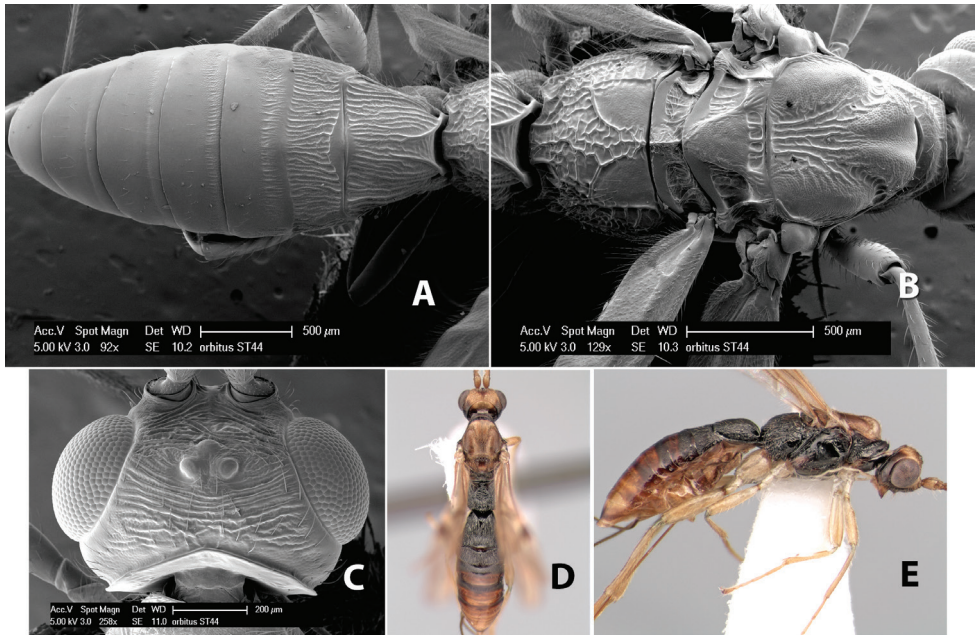 A
Acc.V Spot Magn Det WD 500 µm
5.00 kV 3.0 92x SE 10.2 orbitus ST44
B
Acc.V Spot Magn Det WD 500 µm
5.00 kV 3.0 129x SE 10.3 orbitus ST44
C
Acc.V Spot Magn Det WD 200 µm
5.00 kV 3.0 258x SE 11.0 orbitus ST44
D
E